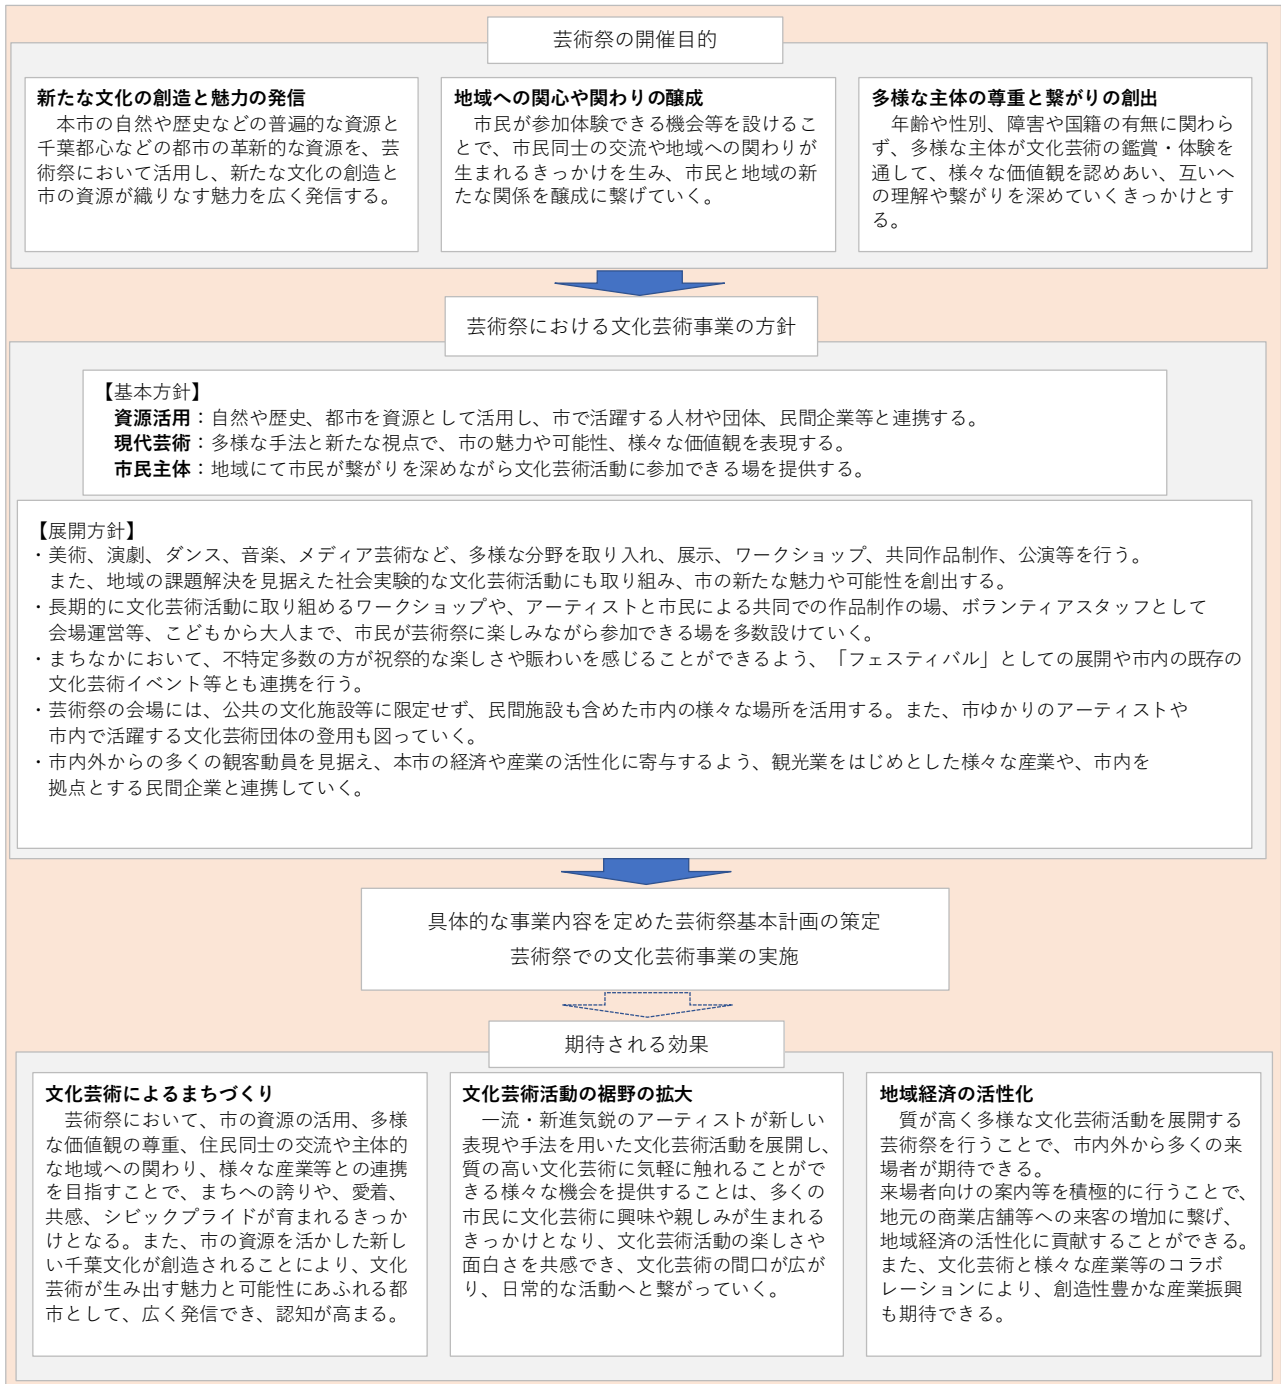 芸術祭の開催目的
新たな文化の創造と魅力の発信
本市の自然や歴史などの普遍的な資源と
千葉都心などの都市の革新的な資源を、芸
術祭において活用し、新たな文化の創造と
市の資源が織りなす魅力を広く発信する。
地域への関心や関わりの醸成
市民が参加体験できる機会等を設けるこ
とで、市民同士の交流や地域への関わりが
生まれるきっかけを生み、市民と地域の新
たな関係を醸成に繋げていく。
多様な主体の尊重と繋がりの創出
年齢や性別、障害や国籍の有無に関わら
ず、多様な主体が文化芸術の鑑賞・体験を
通して、様々な価値観を認めあい、互いへ
の理解や繋がりを深めていくきっかけとす
る。
芸術祭における文化芸術事業の方針
【基本方針】
資源活用：自然や歴史、都市を資源として活用し、市で活躍する人材や団体、民間企業等と連携する。
現代芸術：多様な手法と新たな視点で、市の魅力や可能性、様々な価値観を表現する。
市民主体：地域にて市民が繋がりを深めながら文化芸術活動に参加できる場を提供する。
【展開方針】
・美術、演劇、ダンス、音楽、メディア芸術など、多様な分野を取り入れ、展示、ワークショップ、共同作品制作、公演等を行う。
また、地域の課題解決を見据えた社会実験的な文化芸術活動にも取り組み、市の新たな魅力や可能性を創出する。
・長期的に文化芸術活動に取り組めるワークショップや、アーティストと市民による共同での作品制作の場、ボランティアスタッフとして
会場運営等、こどもから大人まで、市民が芸術祭に楽しみながら参加できる場を多数設けていく。
・まちなかにおいて、不特定多数の方が祝祭的な楽しさや賑わいを感じることができるよう、「フェスティバル」としての展開や市内の既存の
文化芸術イベント等とも連携を行う。
・芸術祭の会場には、公共の文化施設等に限定せず、民間施設も含めた市内の様々な場所を活用する。また、市ゆかりのアーティストや
市内で活躍する文化芸術団体の登用も図っていく。
・市内外からの多くの観客動員を見据え、本市の経済や産業の活性化に寄与するよう、観光業をはじめとした様々な産業や、市内を
拠点とする民間企業と連携していく。
具体的な事業内容を定めた芸術祭基本計画の策定
芸術祭での文化芸術事業の実施
期待される効果
文化芸術によるまちづくり
芸術祭において、市の資源の活用、多様
な価値観の尊重、住民同士の交流や主体的
な地域への関わり、様々な産業等との連携
を目指すことで、まちへの誇りや、愛着、
共感、シビックプライドが育まれるきっか
けとなる。また、市の資源を活かした新し
い千葉文化が創造されることにより、文化
芸術が生み出す魅力と可能性にあふれる都
市として、広く発信でき、認知が高まる。
文化芸術活動の裾野の拡大
一流・新進気鋭のアーティストが新しい
表現や手法を用いた文化芸術活動を展開し、
質の高い文化芸術に気軽に触れることがで
きる様々な機会を提供することは、多くの
市民に文化芸術に興味や親しみが生まれる
きっかけとなり、文化芸術活動の楽しさや
面白さを共感でき、文化芸術の間口が広が
り、日常的な活動へと繋がっていく。
地域経済の活性化
質が高く多様な文化芸術活動を展開する
芸術祭を行うことで、市内外から多くの来
場者が期待できる。
来場者向けの案内等を積極的に行うことで、
地元の商業店舗等への来客の増加に繋げ、
地域経済の活性化に貢献することができる。
また、文化芸術と様々な産業等のコラボ
レーションにより、創造性豊かな産業振興
も期待できる。